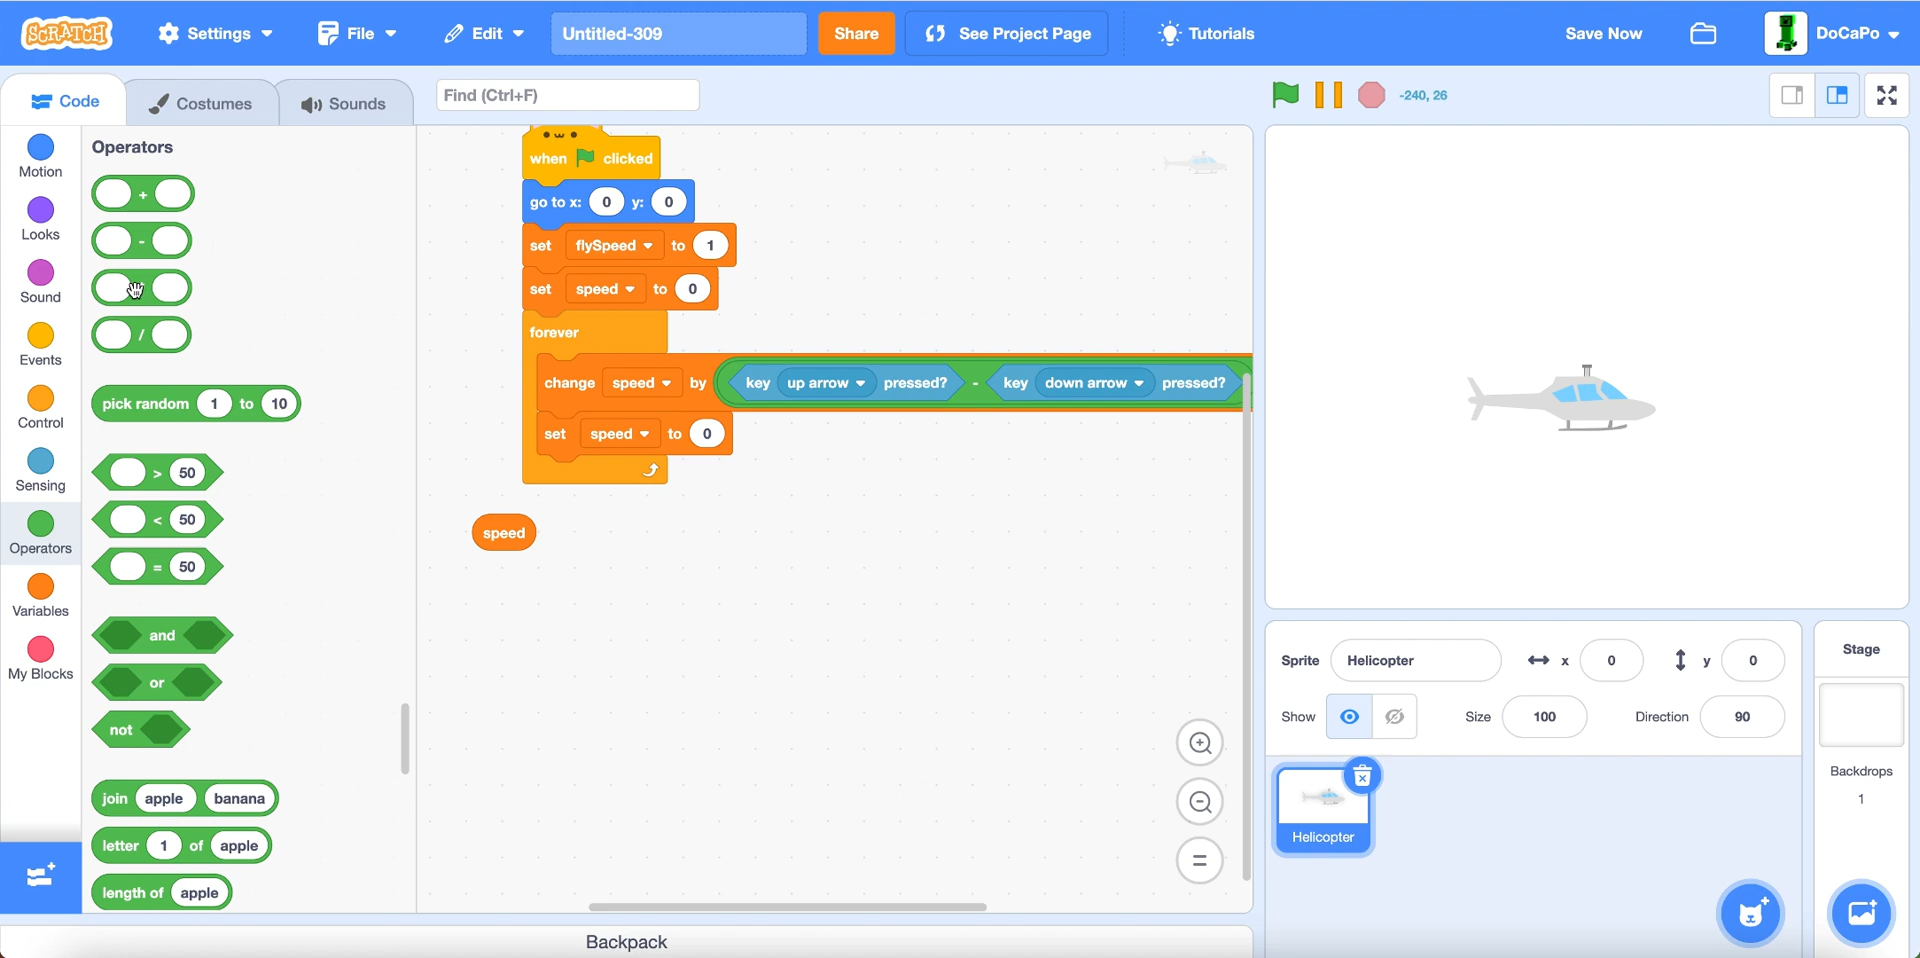 SCRATCH Settings File Edit Untitled-309 Share See Project Page Tutorials Save Now DoCaPo
Code Costumes Sounds Find (Ctrl+F) -240, 26
Motion
Looks
Sound
Events
Control
Sensing
Operators
Variables
My Blocks
Operators
+
-
/
pick random 1 to 10
> 50
< 50
= 50
and
or
not
join apple banana
letter 1 of apple
length of apple
when clicked
go to x: 0 y: 0
set flySpeed to 1
set speed to 0
forever
change speed by key up arrow pressed? - key down arrow pressed?
set speed to 0
speed
Backpack
Sprite Helicopter x 0 y 0
Show Size 100 Direction 90
Helicopter
Stage
Backdrops
1